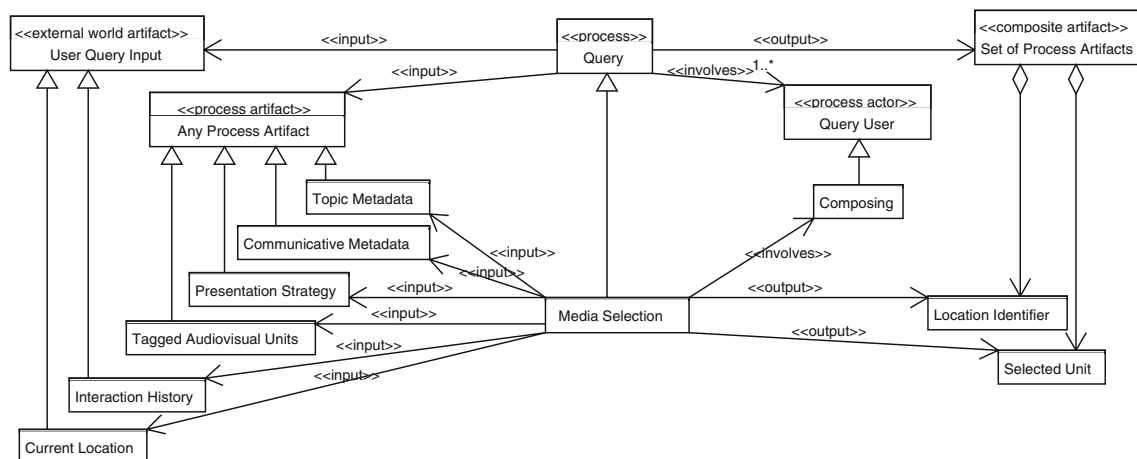 <<external world artifact>>
User Query Input
<<input>>
<<process>>
Query
<<output>>
<<composite artifact>>
Set of Process Artifacts
<<input>>
<<involves>>
1..*
<<process artifact>>
Any Process Artifact
<<process actor>>
Query User
Topic Metadata
Composing
Communicative Metadata
<<input>>
<<involves>>
<<input>>
Presentation Strategy
<<input>>
<<output>>
Media Selection
Location Identifier
<<input>>
Tagged Audiovisual Units
<<output>>
<<input>>
Selected Unit
<<input>>
Interaction History
Current Location